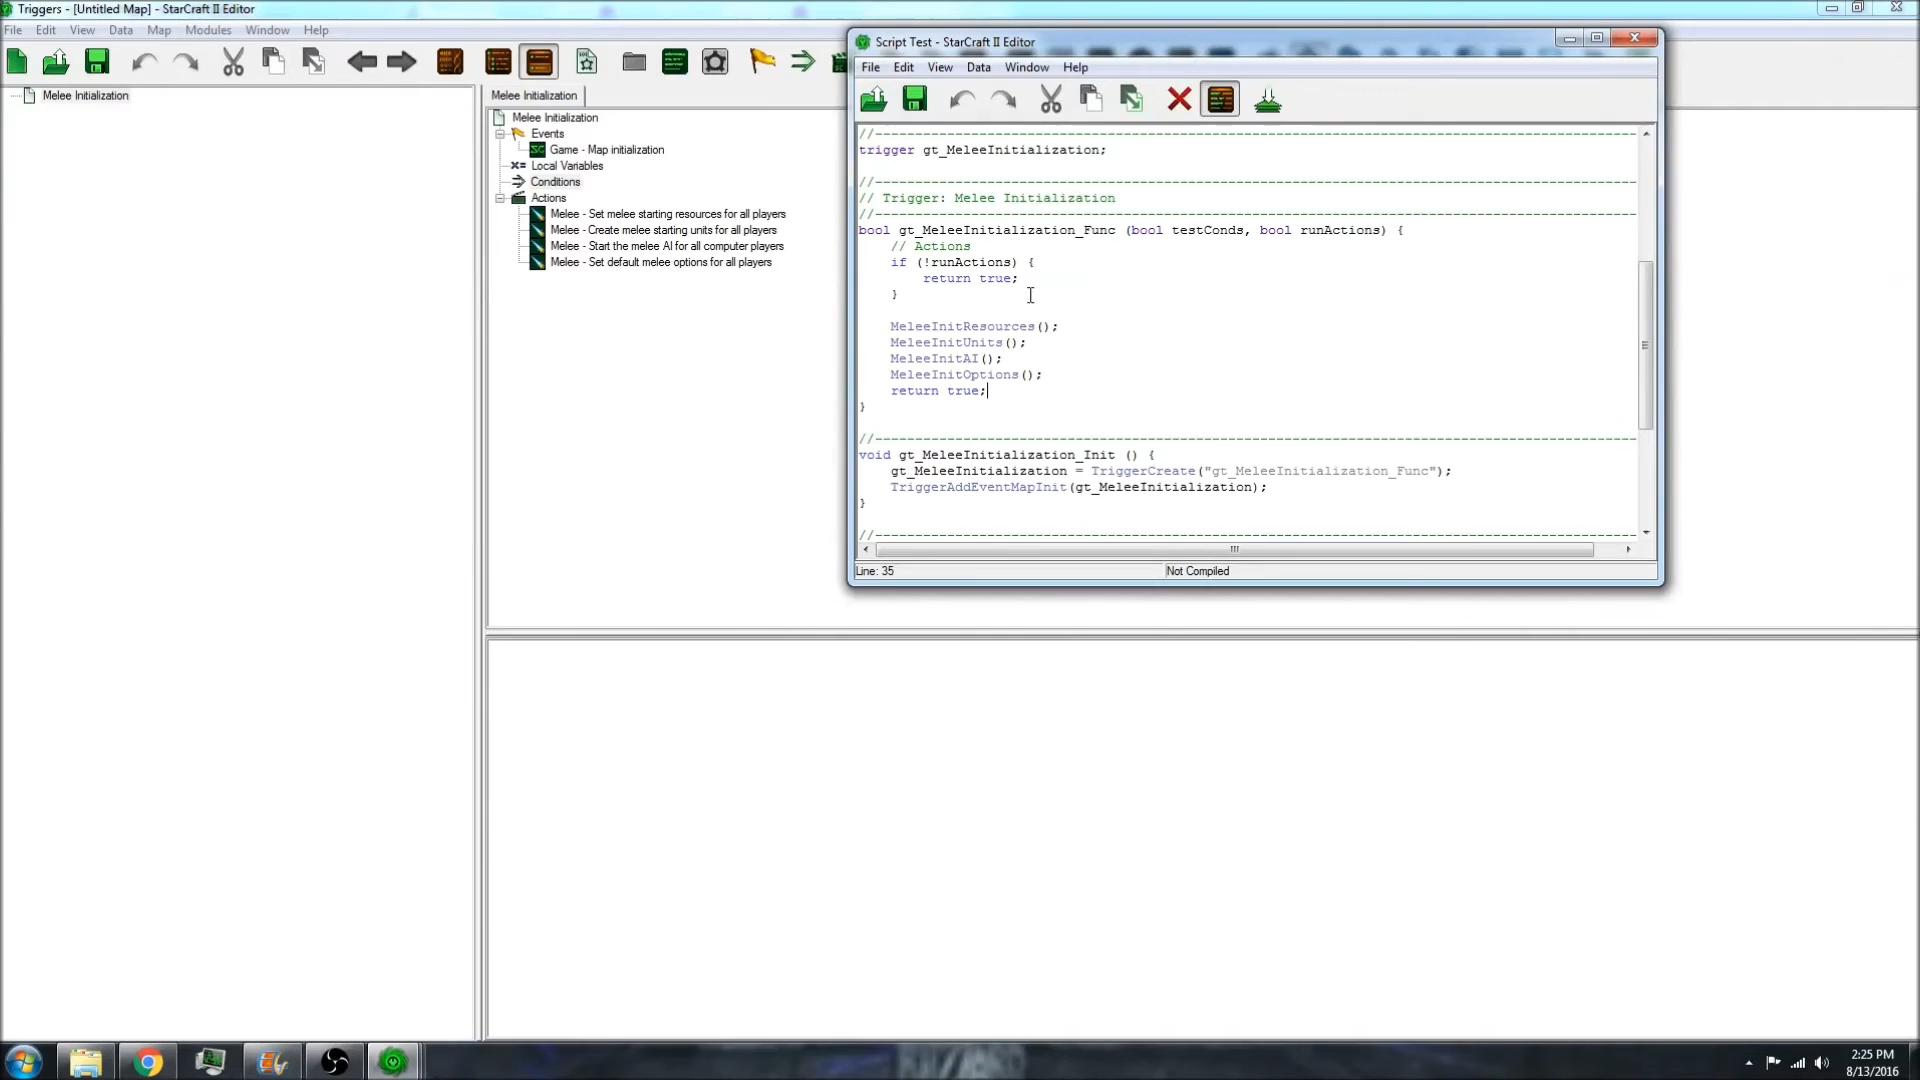 Triggers - [Untitled Map] - StarCraft II Editor
File Edit View Data Map Modules Window Help
Melee Initialization
Melee Initialization
Melee Initialization
Events
Game - Map initialization
Local Variables
Conditions
Actions
Melee - Set melee starting resources for all players
Melee - Create melee starting units for all players
Melee - Start the melee AI for all computer players
Melee - Set default melee options for all players
Script Test - StarCraft II Editor
File Edit View Data Window Help
//--------------------------------------------------------------------------------------------------
trigger gt_MeleeInitialization;
//--------------------------------------------------------------------------------------------------
// Trigger: Melee Initialization
//--------------------------------------------------------------------------------------------------
bool gt_MeleeInitialization_Func (bool testConds, bool runActions) {
// Actions
if (!runActions) {
return true;
}
MeleeInitResources();
MeleeInitUnits();
MeleeInitAI();
MeleeInitOptions();
return true;
}
//--------------------------------------------------------------------------------------------------
void gt_MeleeInitialization_Init () {
gt_MeleeInitialization = TriggerCreate("gt_MeleeInitialization_Func");
TriggerAddEventMapInit(gt_MeleeInitialization);
}
//--------------------------------------------------------------------------------------------------
Line: 35 Not Compiled
2:25 PM
8/13/2016